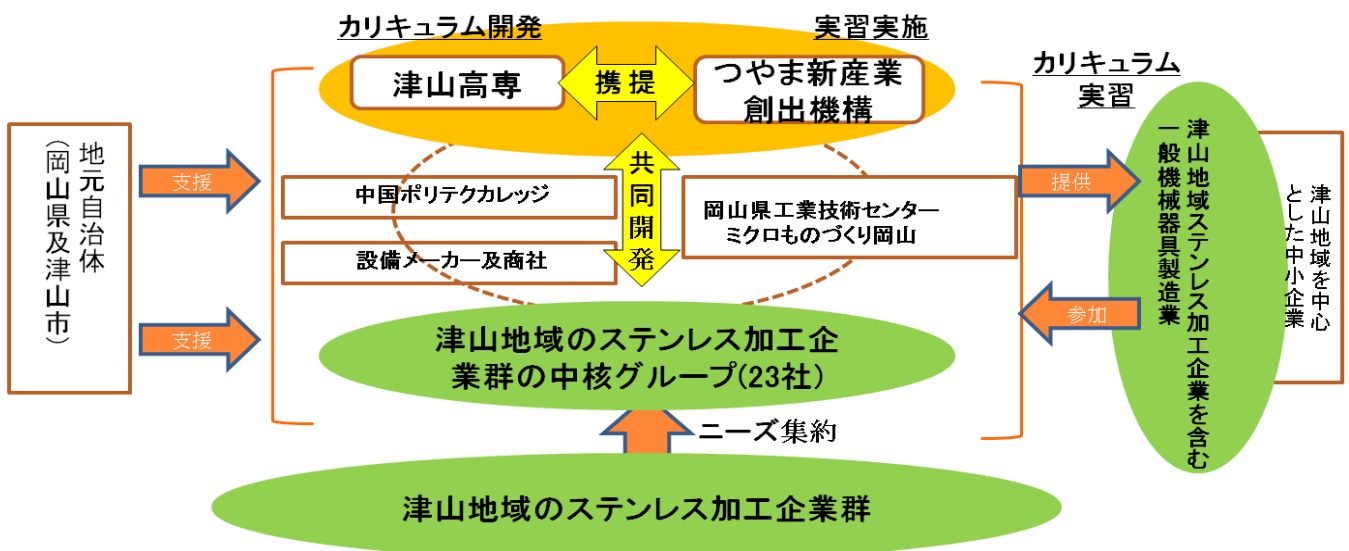 カリキュラム開発
実習実施
津山高専
携提
つやま新産業
創出機構
カリキュラム
実習
地元自治体
（岡山県及津山市）
支援
支援
共同開発
中国ポリテクカレッジ
設備メーカー及商社
岡山県工業技術センター
ミクロものづくり岡山
提供
参加
津山地域ステンレス加工企業を含む
一般機械器具製造業
津山地域を中心
とした中小企業
津山地域のステンレス加工企
業群の中核グループ(23社)
ニーズ集約
津山地域のステンレス加工企業群